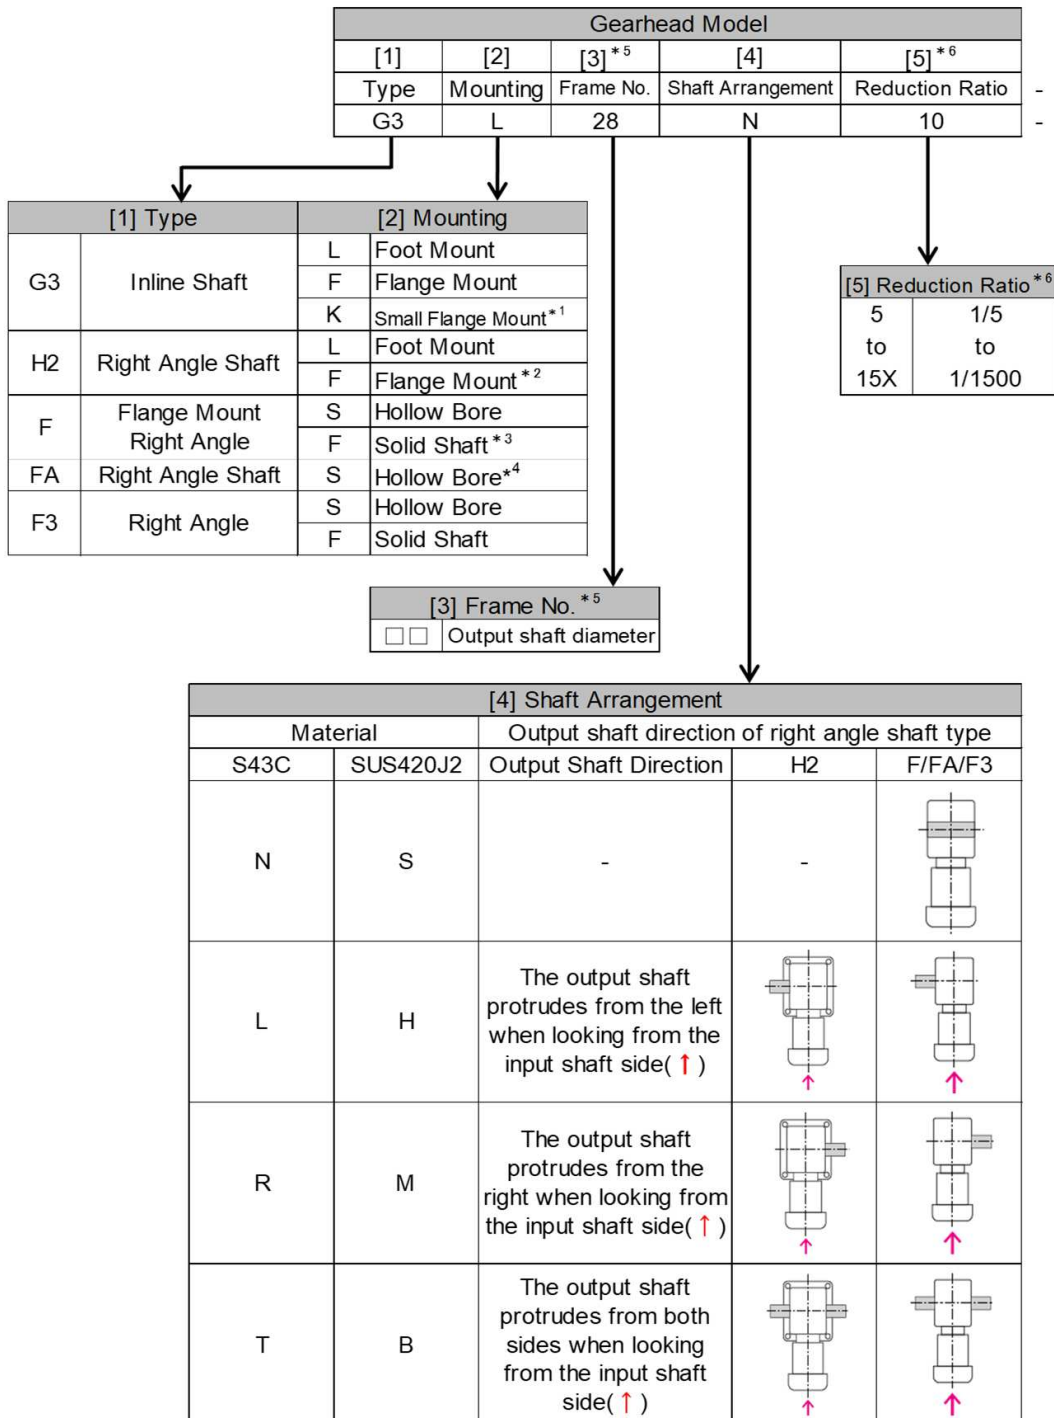 Gearhead Model
[1] [2] [3]*5 [4] [5]*6
Type Mounting Frame No. Shaft Arrangement Reduction Ratio -
G3 L 28 N 10 -
[1] Type [2] Mounting
G3 Inline Shaft L Foot Mount
F Flange Mount
K Small Flange Mount*1
H2 Right Angle Shaft L Foot Mount
F Flange Mount*2
F Flange Mount Right Angle S Hollow Bore
F Solid Shaft*3
FA Right Angle Shaft S Hollow Bore*4
F3 Right Angle S Hollow Bore
F Solid Shaft
[5] Reduction Ratio*6
5 1/5
to to
15X 1/1500
[3] Frame No.*5
□□ Output shaft diameter
[4] Shaft Arrangement
Material Output shaft direction of right angle shaft type
S43C SUS420J2 Output Shaft Direction H2 F/FA/F3
N S - -
L H
The output shaft
protrudes from the left
when looking from the
input shaft side(↑)
R M
The output shaft
protrudes from the
right when looking from
the input shaft side(↑)
T B
The output shaft
protrudes from both
sides when looking
from the input shaft
side(↑)